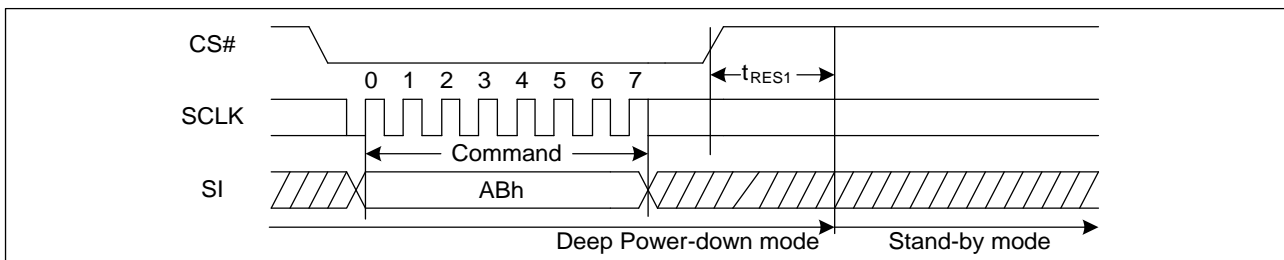 CS#
0 1 2 3 4 5 6 7
tRES1
SCLK
Command
SI
ABh
Deep Power-down mode
Stand-by mode